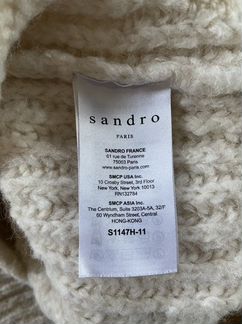 sandro
PARIS
SANDRO FRANCE
61 rue de Turenne
75003 Paris
www.sandro-paris.com
SMCP USA Inc.
10 Crosby Street, 3rd Floor
New York, New York 10013
RN132784
SMCP ASIA Inc.
The Centrium, Suite 3203A-5A, 32/F
60 Wyndham Street, Central
HONG-KONG
S1147H-11